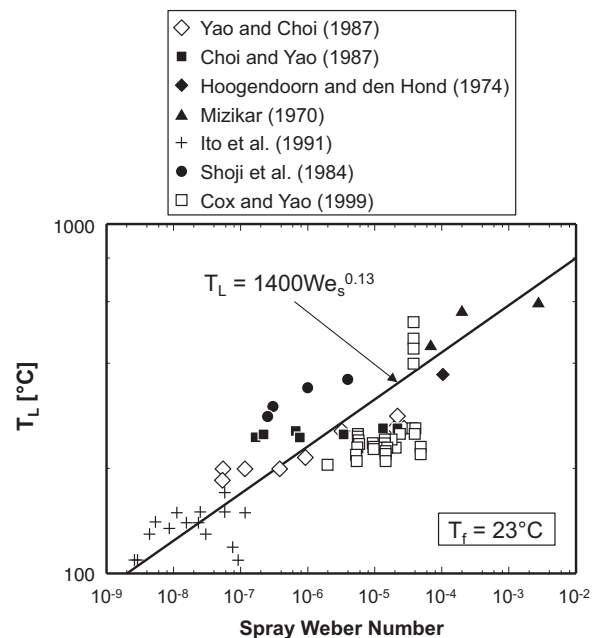 Yao and Choi (1987)
Choi and Yao (1987)
Hoogendoorn and den Hond (1974)
Mizikar (1970)
Ito et al. (1991)
Shoji et al. (1984)
Cox and Yao (1999)
1000
T_L = 1400We_s^0.13
T_L [°C]
T_f = 23°C
100
10^-9 10^-8 10^-7 10^-6 10^-5 10^-4 10^-3 10^-2
Spray Weber Number